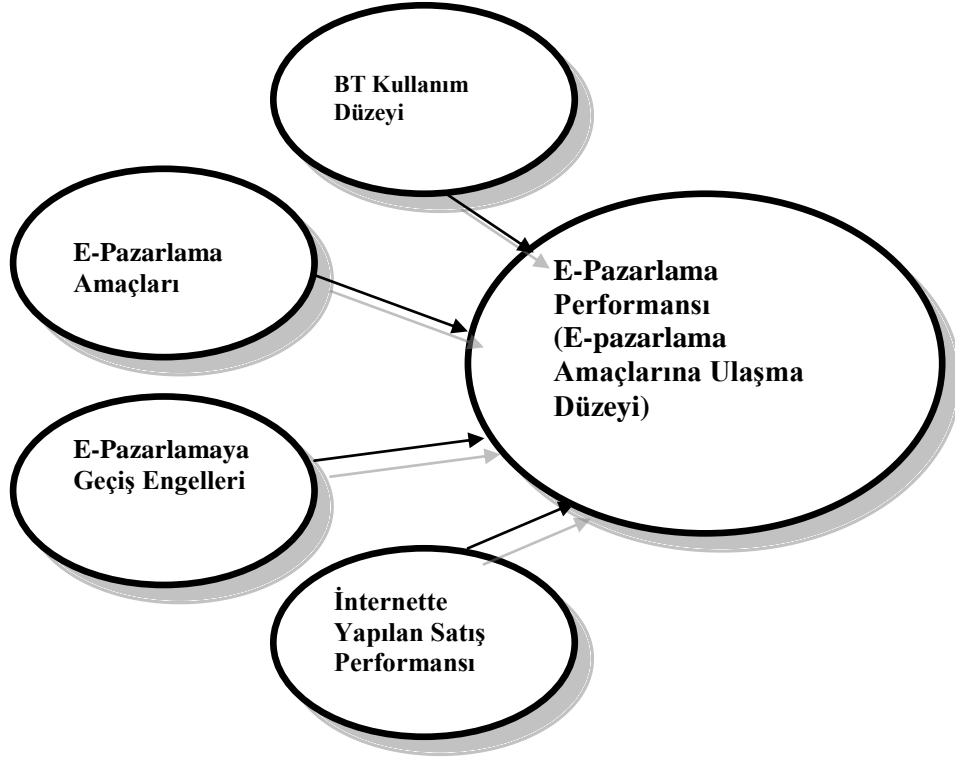 BT Kullanım
Düzeyi
E-Pazarlama
Amaçları
E-Pazarlama
Performansı
(E-pazarlama
Amaçlarına Ulaşma
Düzeyi)
E-Pazarlamaya
Geçiş Engelleri
İnternette
Yapılan Satış
Performansı